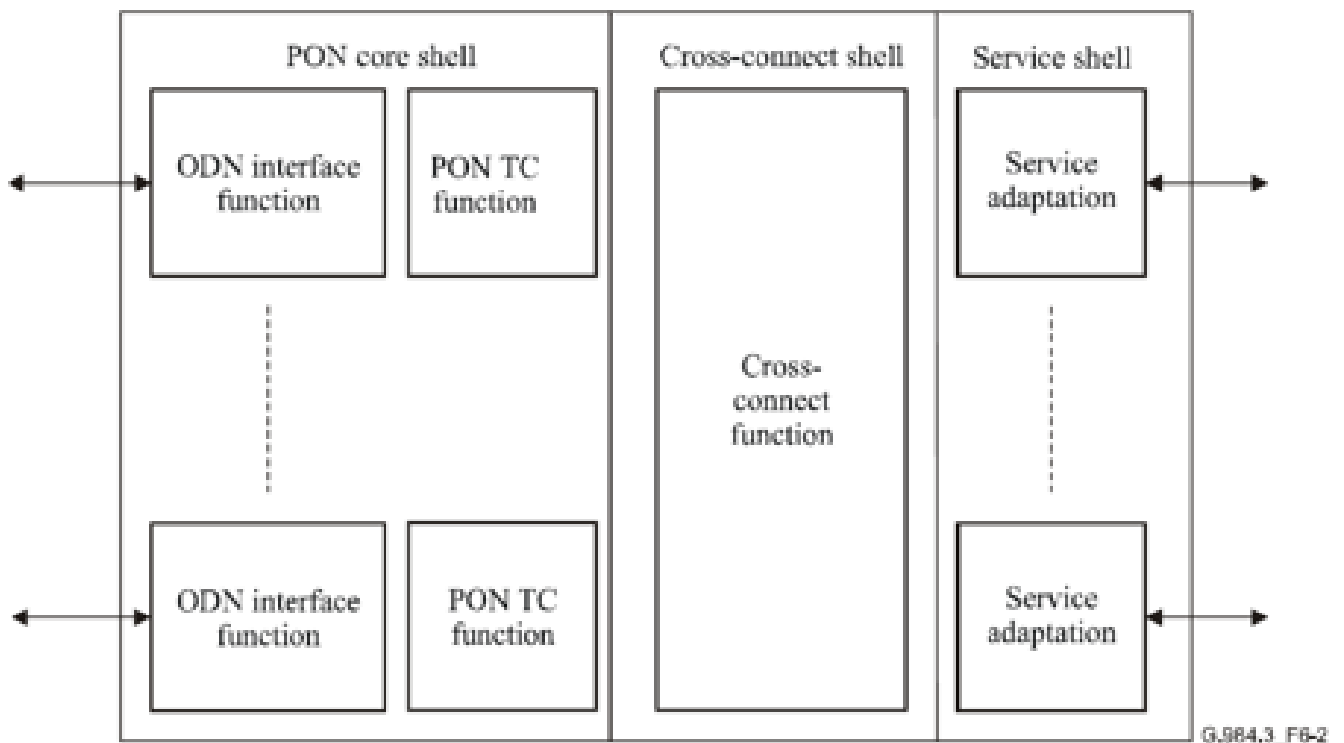 PON core shell
Cross-connect shell
Service shell
ODN interface
function
PON TC
function
Service
adaptation
Cross-
connect
function
ODN interface
function
PON TC
function
Service
adaptation
G.984.3_F6-2